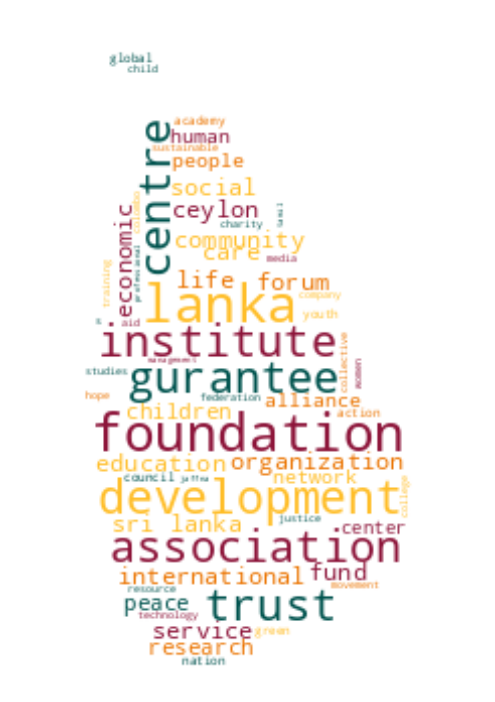 global
child
academy
human
sustainable
people
centre
social
ceylon
colombo
tamil
charity
economic
community
care
professional
media
life forum
training
lanka
company
youth
s
aid
institute
management
collective
women
studies
gurantee
hope
federation
alliance
children
action
foundation
education
organization
council
jaffna
network
college
development
justice
sri lanka
center
association
international
fund
movement
resource
peace
trust
technology
service
green
research
nation